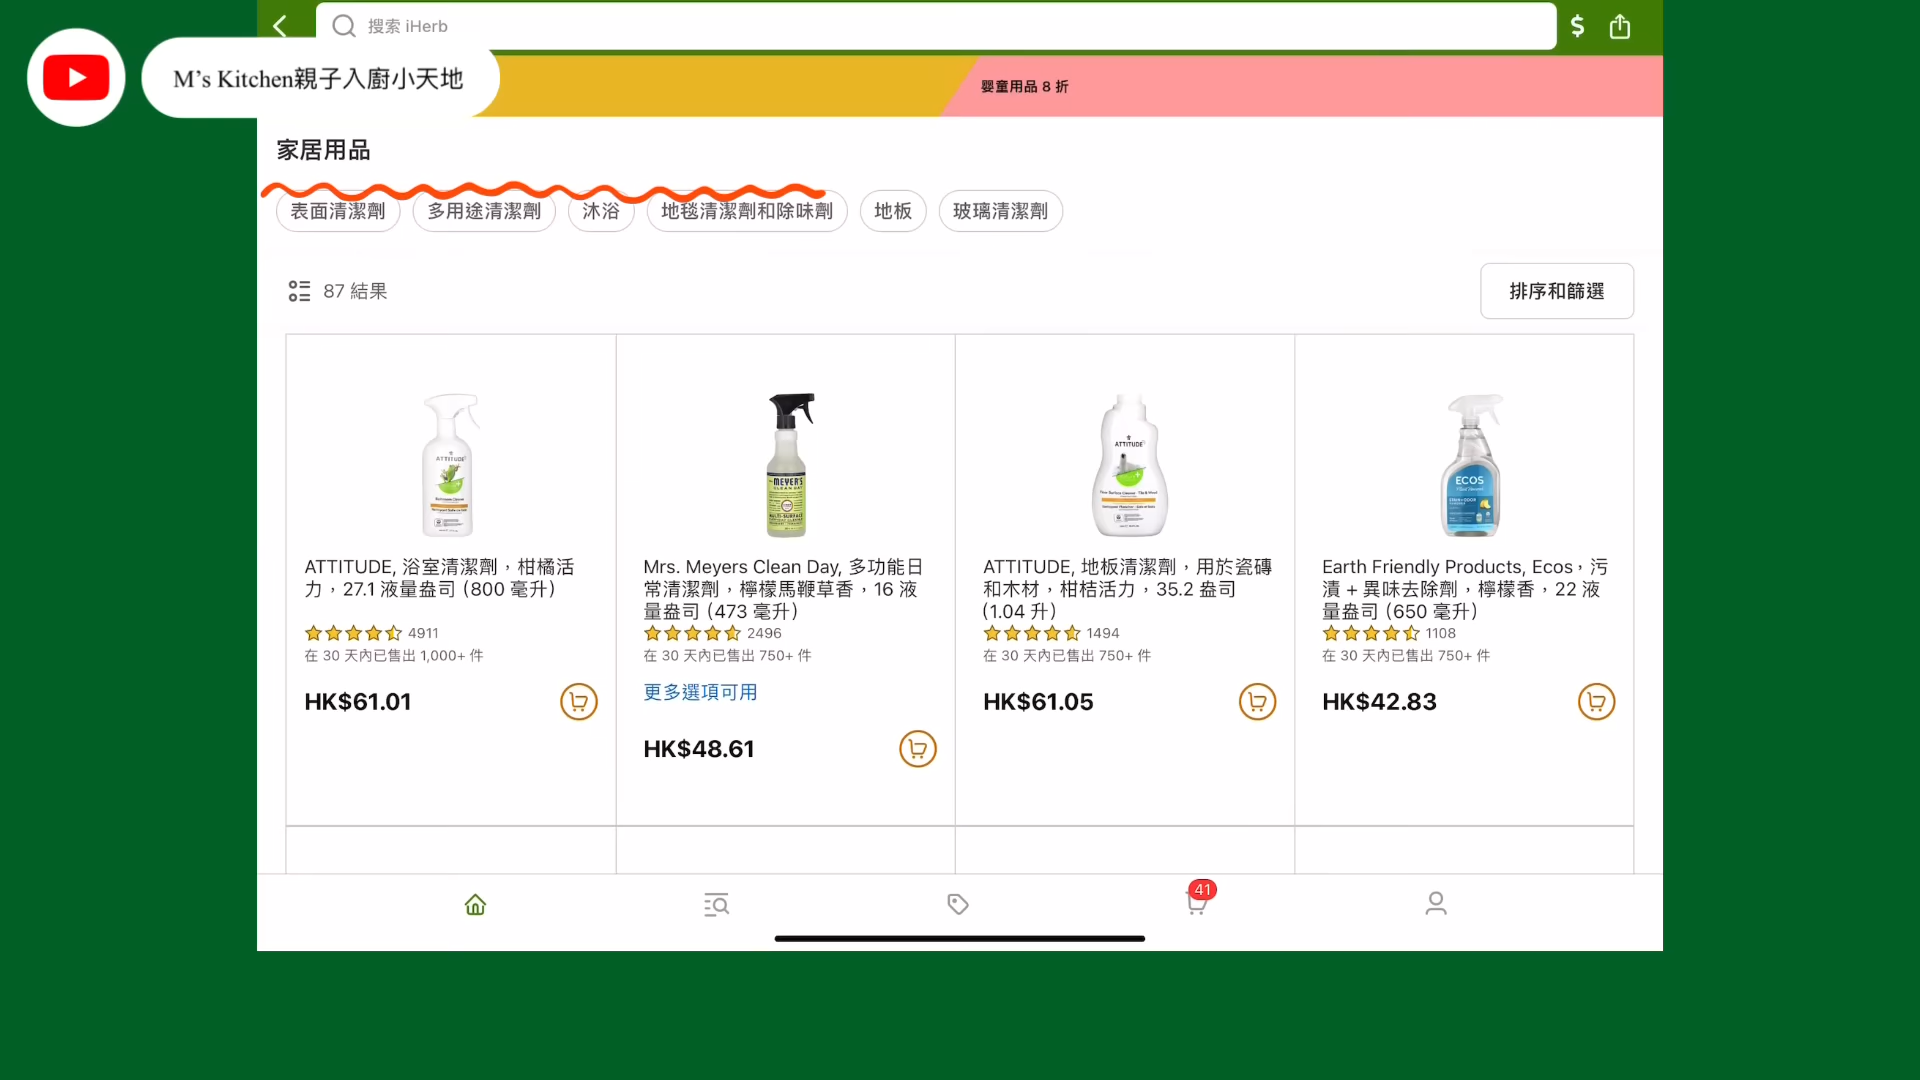 搜索 iHerb
$
M’s Kitchen親子入廚小天地
嬰童用品 8 折
家居用品
表面清潔劑
多用途清潔劑
沐浴
地毯清潔劑和除味劑
地板
玻璃清潔劑
87 結果
排序和篩選
ATTITUDE
MEYER'S
CLEAN DAY
ATTITUDE
ECOS
ATTITUDE, 浴室清潔劑，柑橘活
力，27.1 液量盎司 (800 毫升)
4911
在 30 天內已售出 1,000+ 件
HK$61.01
Mrs. Meyers Clean Day, 多功能日
常清潔劑，檸檬馬鞭草香，16 液
量盎司 (473 毫升)
2496
在 30 天內已售出 750+ 件
更多選項可用
HK$48.61
ATTITUDE, 地板清潔劑，用於瓷磚
和木材，柑桔活力，35.2 盎司
(1.04 升)
1494
在 30 天內已售出 750+ 件
HK$61.05
Earth Friendly Products, Ecos，污
漬 + 異味去除劑，檸檬香，22 液
量盎司 (650 毫升)
1108
在 30 天內已售出 750+ 件
HK$42.83
41